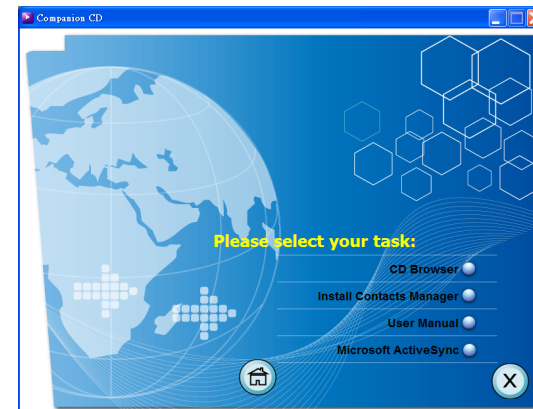 Companion CD
Please select your task:
CD Browser
Install Contacts Manager
User Manual
Microsoft ActiveSync
X